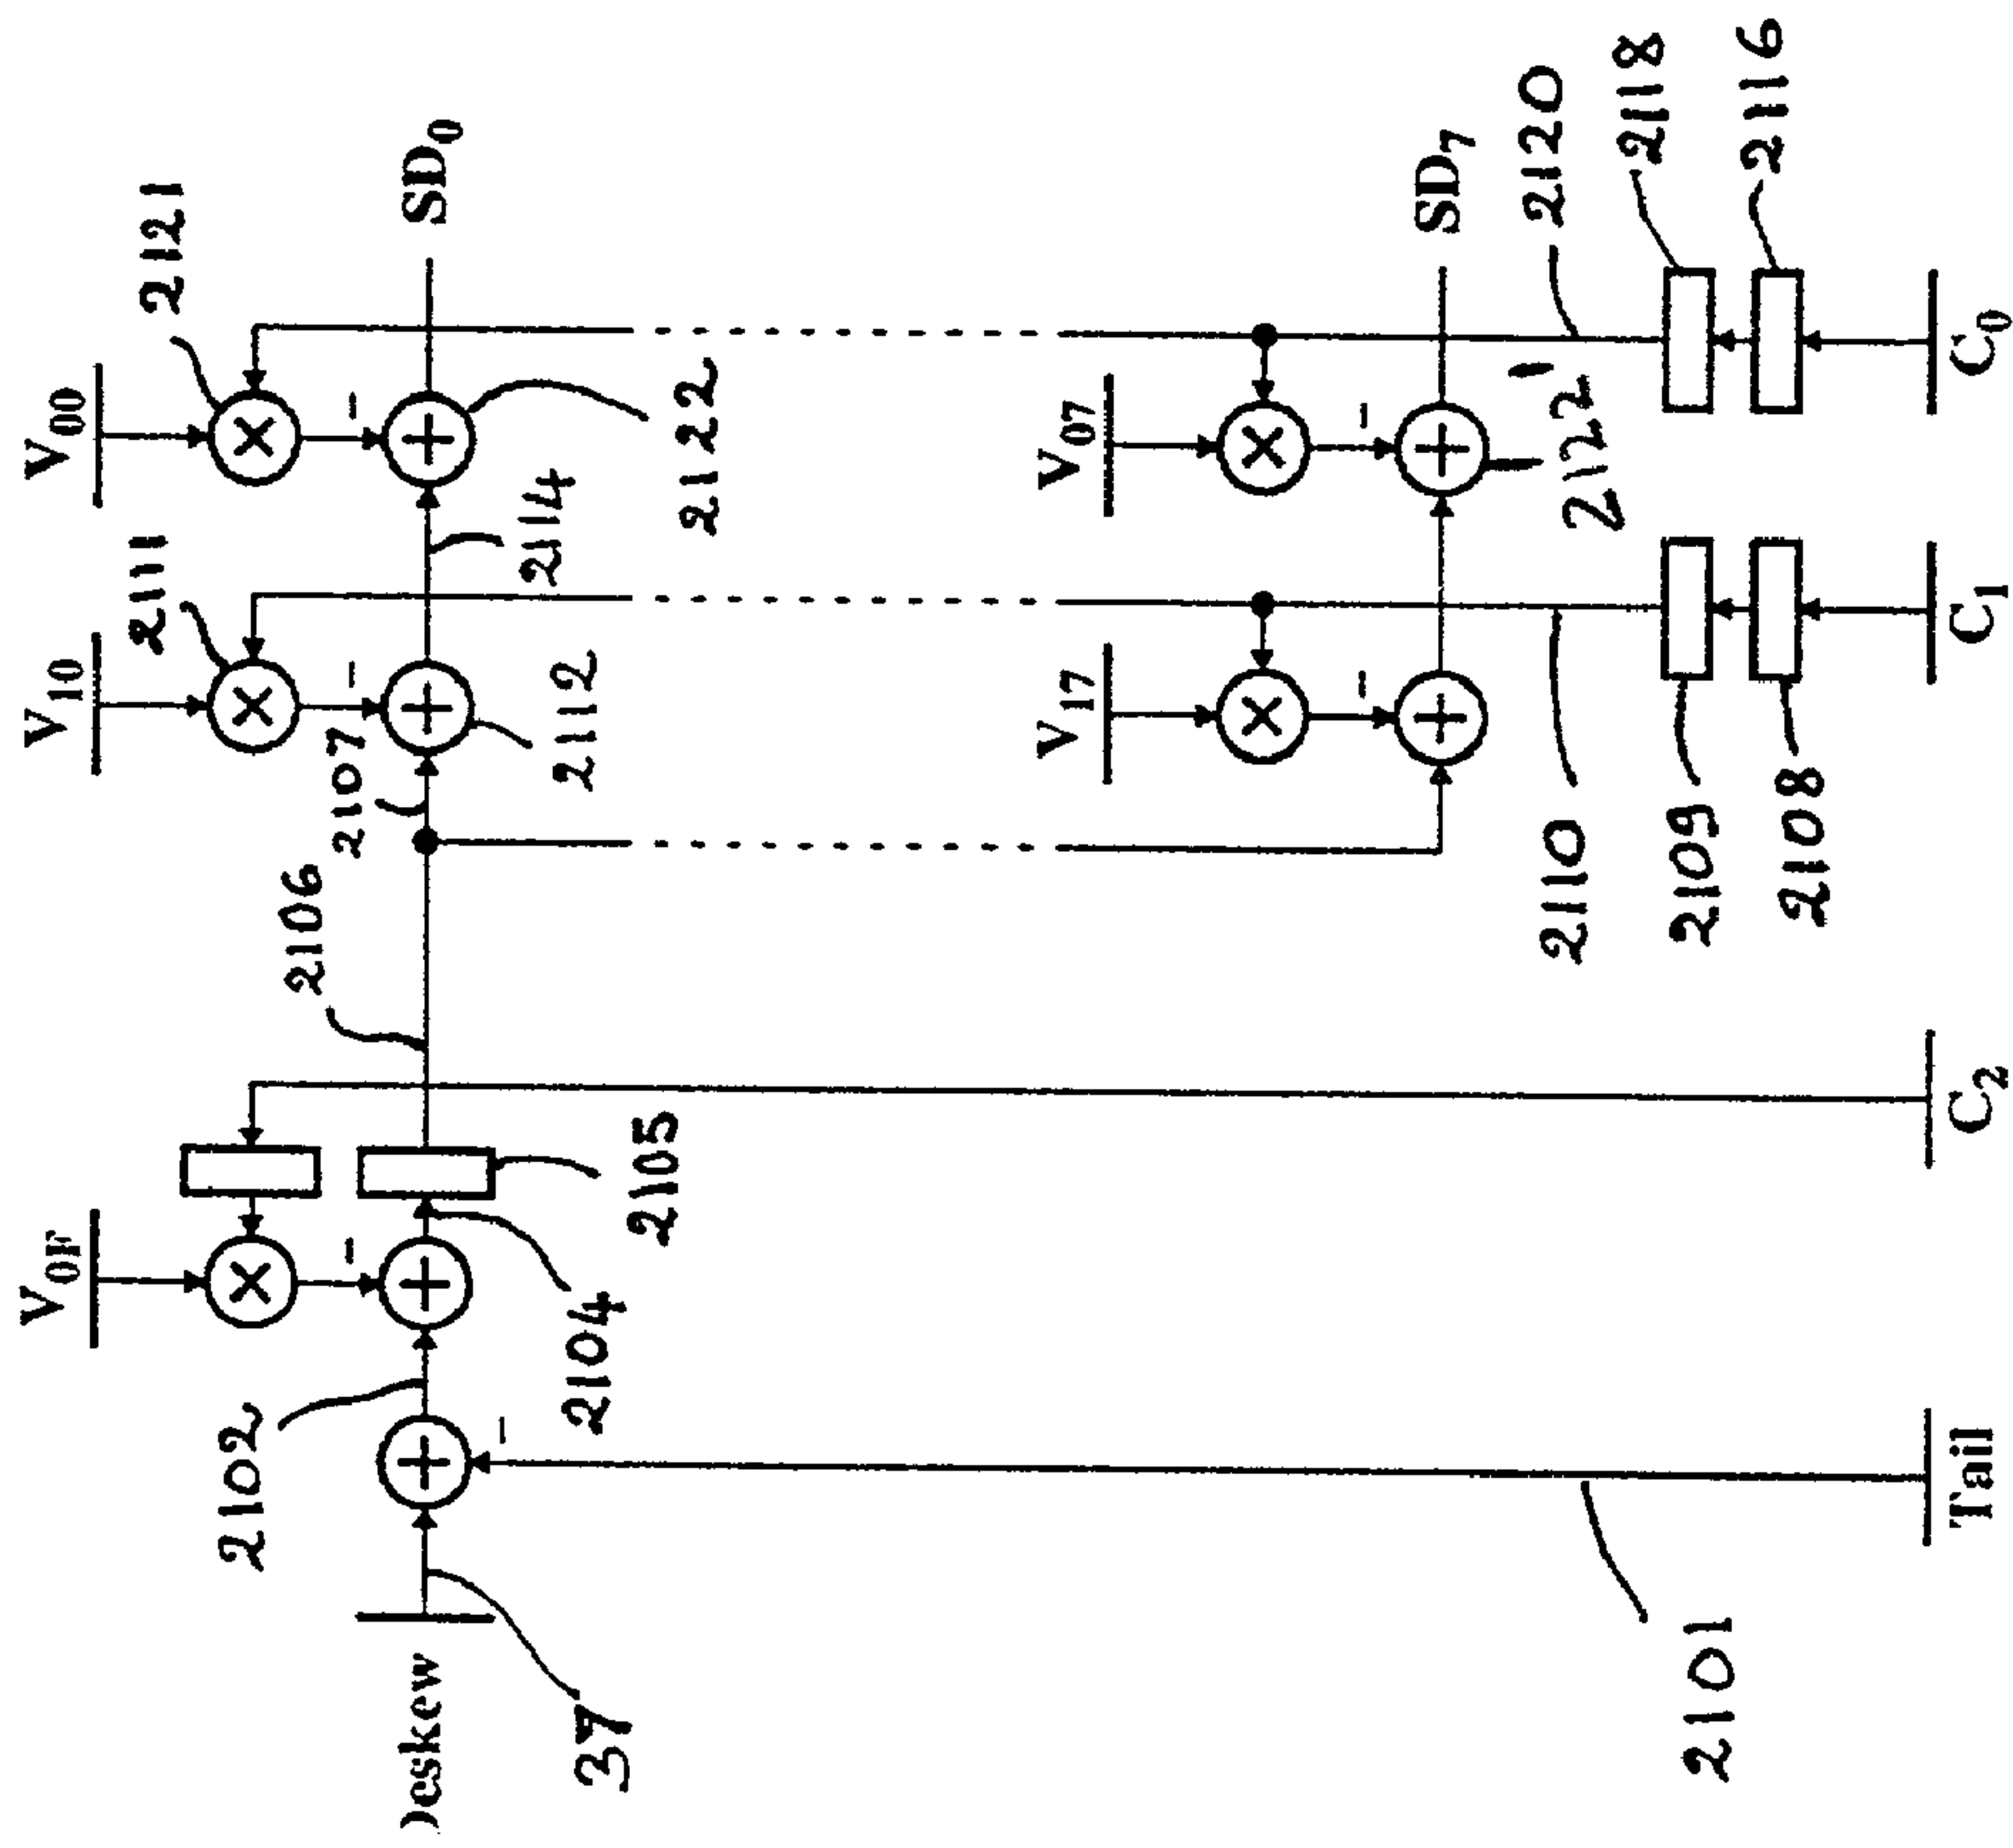 V₀F
V₁₀
V₀₀
2111
2121
2107
2106
SD₀
2102
2112
2114
2122
2104
2105
37
V₁₇
V₀₇
SD₇
2122'
2110
2120
2101
2109
2118
2108
2116
Deskew
Tail
C₂
C₁
C₀